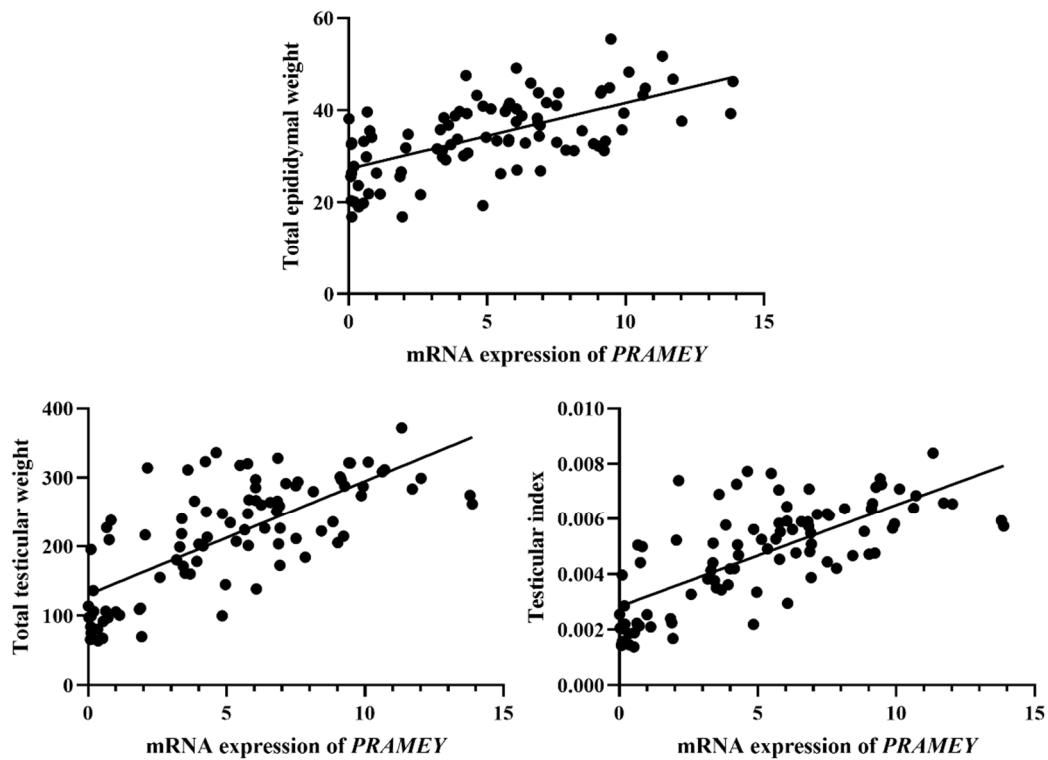 Total epididymal weight
60
40
20
0
0 5 10 15
mRNA expression of PRAMEY
Total testicular weight
400
300
200
100
0
0 5 10 15
mRNA expression of PRAMEY
Testicular index
0.010
0.008
0.006
0.004
0.002
0.000
0 5 10 15
mRNA expression of PRAMEY